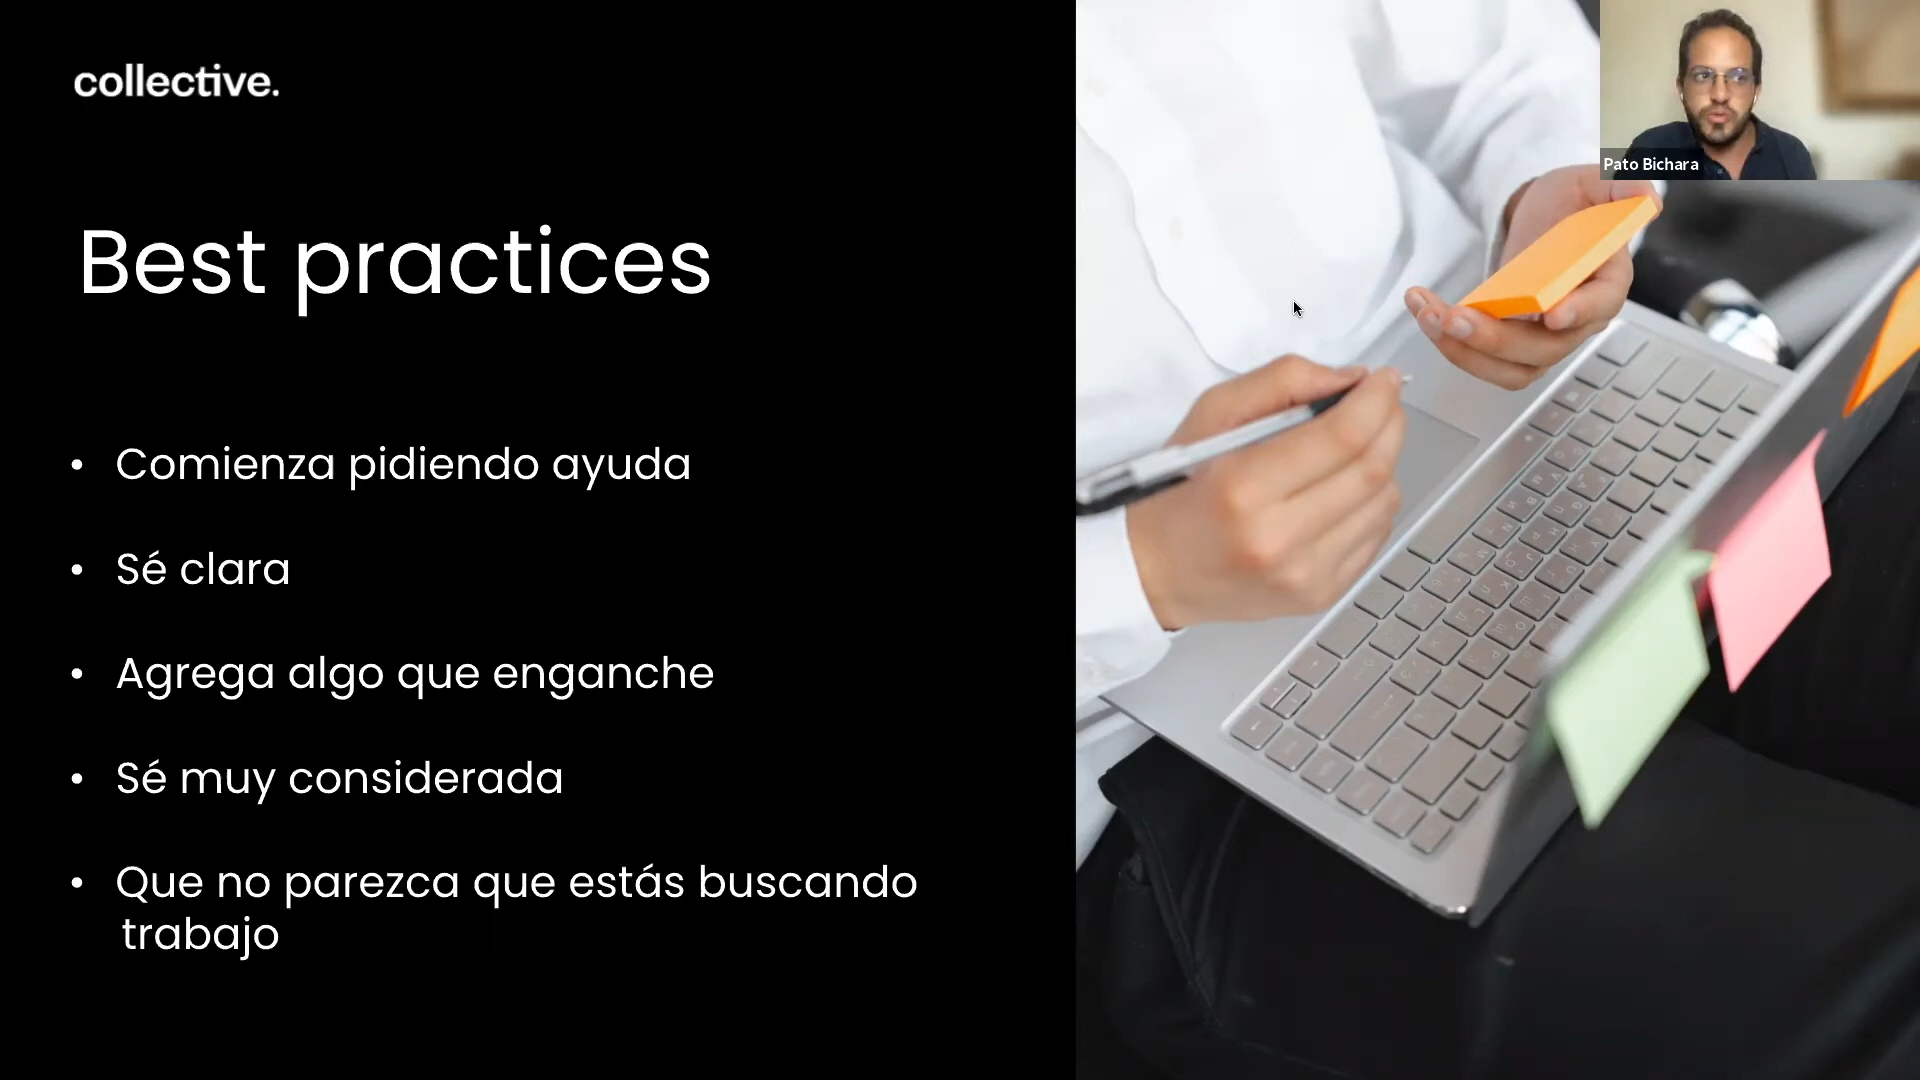 collective.
Pato Bichara
Best practices
• Comienza pidiendo ayuda
• Sé clara
• Agrega algo que enganche
• Sé muy considerada
• Que no parezca que estás buscando
trabajo